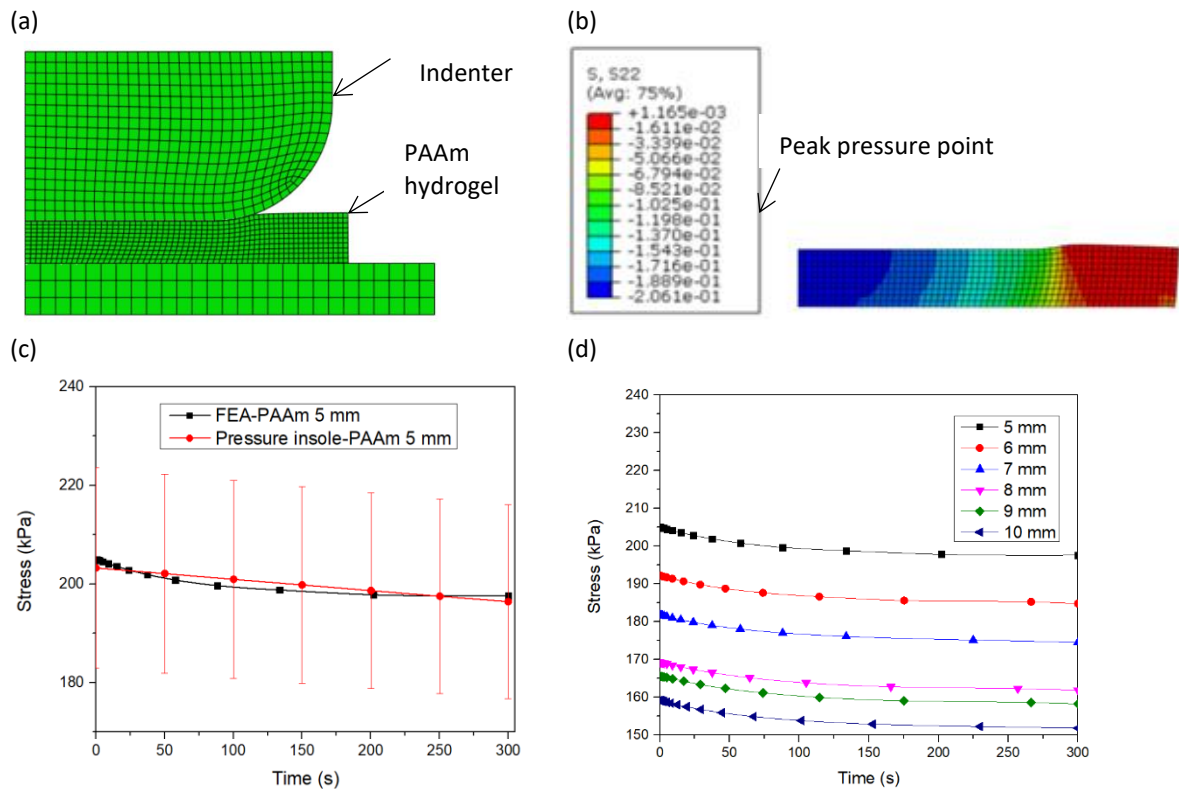 (a)
Indenter
PAAm
hydrogel
(b)
S, S22
(Avg: 75%)
+1.165e-03
-1.611e-02
-3.339e-02
-5.066e-02
-6.794e-02
-8.521e-02
-1.025e-01
-1.198e-01
-1.370e-01
-1.543e-01
-1.716e-01
-1.889e-01
-2.061e-01
Peak pressure point
(c)
240
220
200
180
Stress (kPa)
FEA-PAAm 5 mm
Pressure insole-PAAm 5 mm
0 50 100 150 200 250 300
Time (s)
(d)
240
230
220
210
200
190
180
170
160
150
Stress (kPa)
5 mm
6 mm
7 mm
8 mm
9 mm
10 mm
0 50 100 150 200 250 300
Time (s)